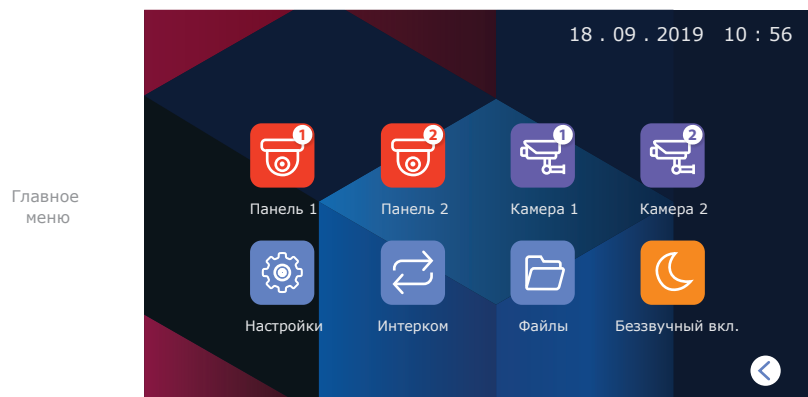 18 . 09 . 2019 10 : 56
1 2 1 2
Панель 1 Панель 2 Камера 1 Камера 2
Главное
меню
Настройки Интерком Файлы Беззвучный вкл.